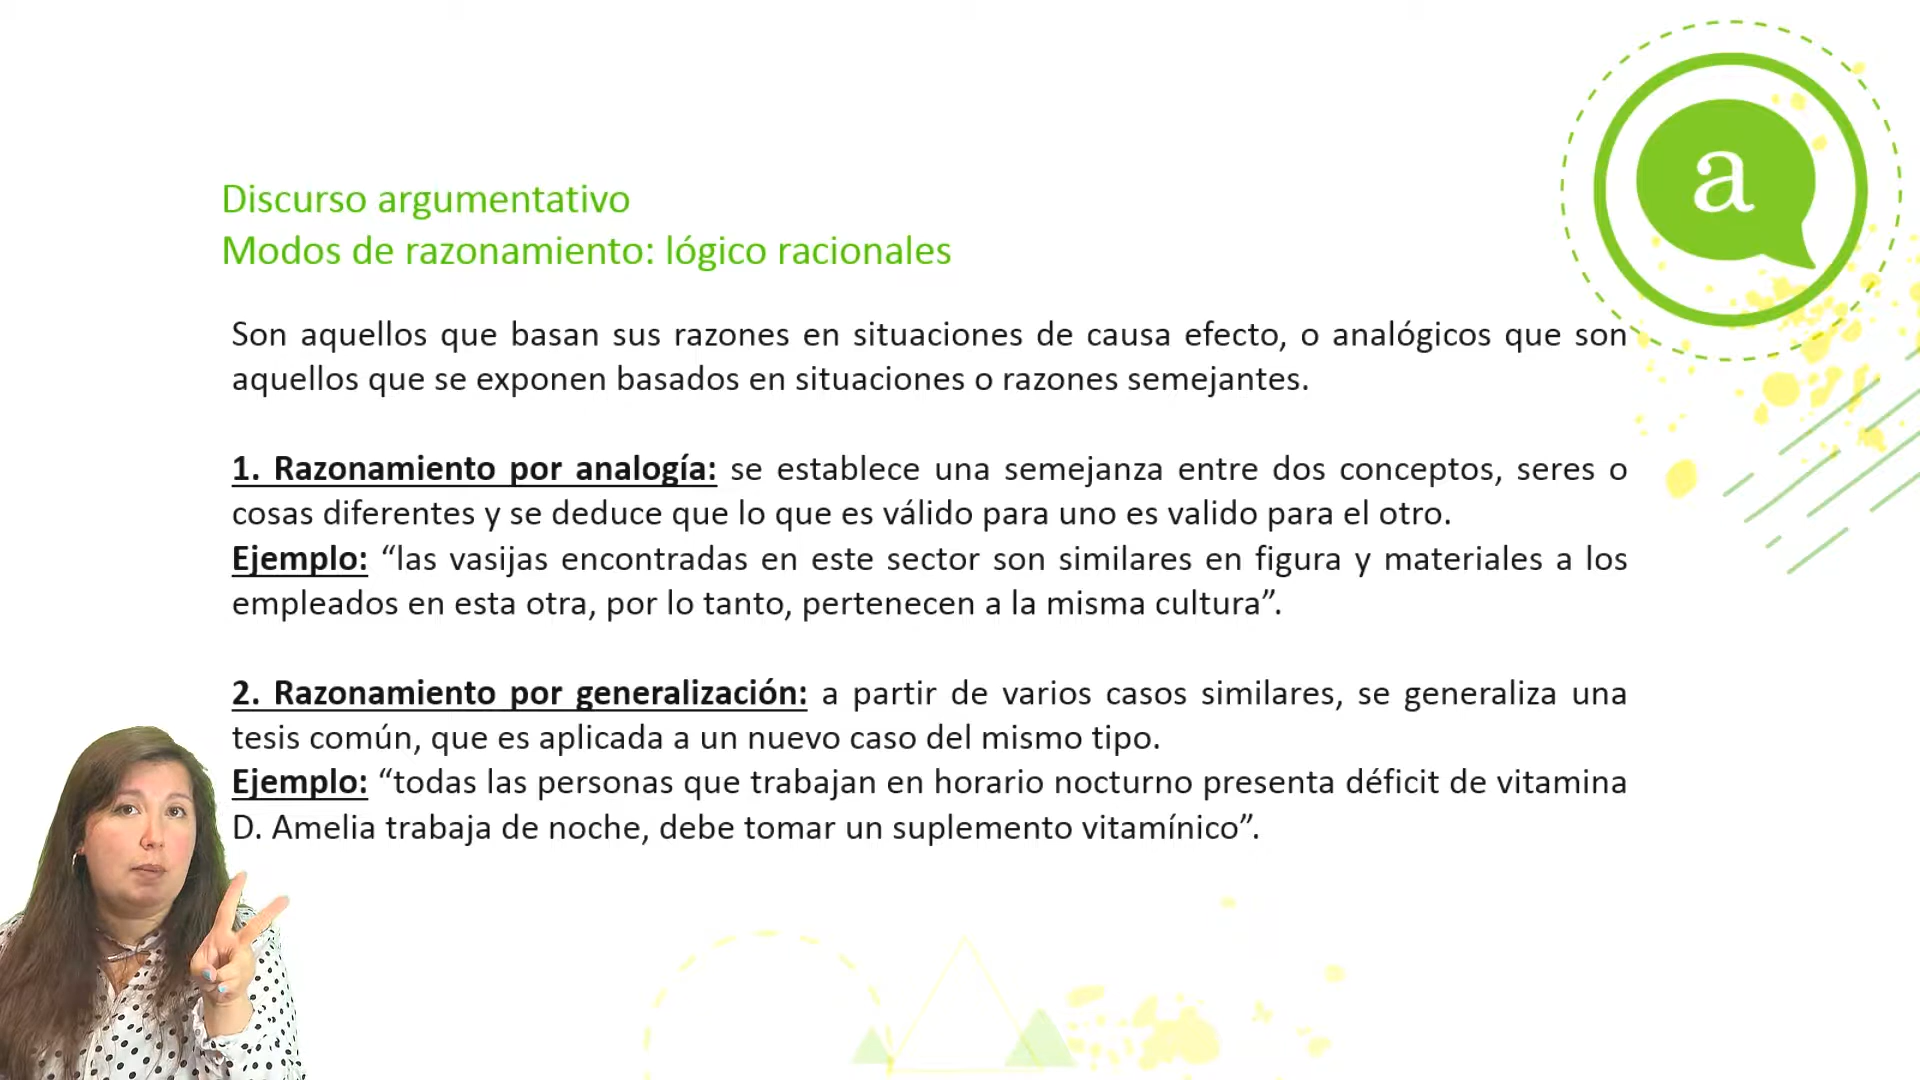 a
Discurso argumentativo
Modos de razonamiento: lógico racionales
Son aquellos que basan sus razones en situaciones de causa efecto, o analógicos que son
aquellos que se exponen basados en situaciones o razones semejantes.
1. Razonamiento por analogía: se establece una semejanza entre dos conceptos, seres o
cosas diferentes y se deduce que lo que es válido para uno es valido para el otro.
Ejemplo: “las vasijas encontradas en este sector son similares en figura y materiales a los
empleados en esta otra, por lo tanto, pertenecen a la misma cultura”.
2. Razonamiento por generalización: a partir de varios casos similares, se generaliza una
tesis común, que es aplicada a un nuevo caso del mismo tipo.
Ejemplo: “todas las personas que trabajan en horario nocturno presenta déficit de vitamina
D. Amelia trabaja de noche, debe tomar un suplemento vitamínico”.